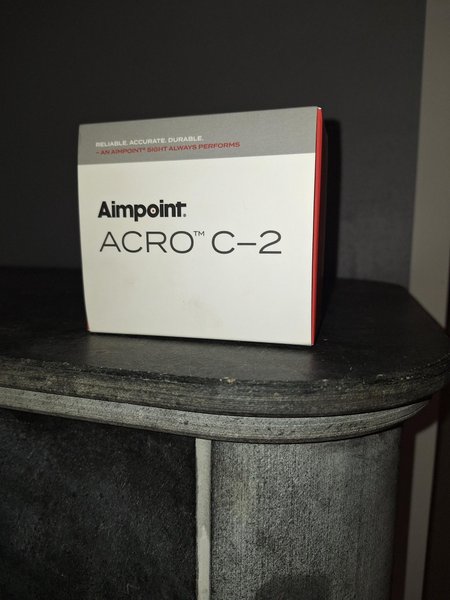 RELIABLE. ACCURATE. DURABLE.
– AN AIMPOINT® SIGHT ALWAYS PERFORMS
Aimpoint®
ACRO™ C–2